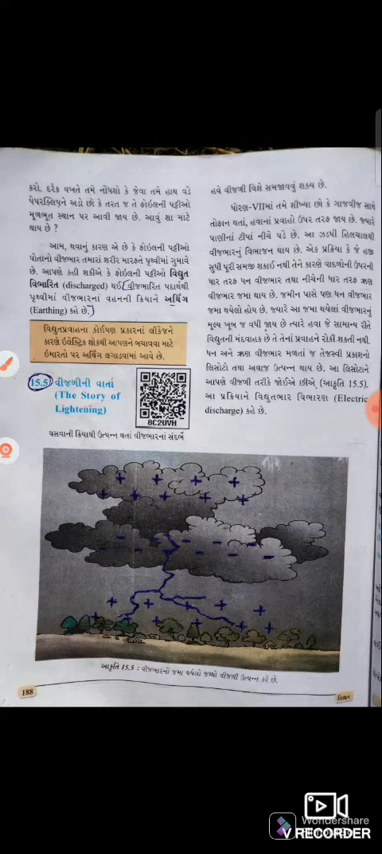 કરો. દરેક વખતે તમે નોંધશો કે જેવા તમે હાથ વડે
પેપરક્લિપને અડો છો કે તરત જ તે ફોઇલની પટ્ટીઓ
મૂળભૂત સ્થાન પર આવી જાય છે. આવું શા માટે
થાય છે ?
આમ, થવાનું કારણ એ છે કે ફોઇલની પટ્ટીઓ
પોતાનો વીજભાર તમારાં શરીર મારફતે પૃથ્વીમાં ગુમાવે
છે. આપણે કહી શકીએ કે ફોઇલની પટ્ટીઓ વિદ્યુત
વિભારિત (discharged) થઈ. વીજભારિત પદાર્થથી
પૃથ્વીમાં વીજભારનાં વહનની ક્રિયાને અર્થિંગ
(Earthing) કહે છે.
વિદ્યુતપ્રવાહના કોઈપણ પ્રકારનાં લીકેજને
કારણે ઇલેક્ટ્રિક શોકથી આપણને બચાવવા માટે
ઇમારતો પર અર્થિંગ લગાડવામાં આવે છે.
15.5 વીજળીની વાર્તા
(The Story of
Lightening)
8C2UVH
ઘસવાની ક્રિયાથી ઉત્પન્ન થતા વીજભારનાં સંદર્ભે
હવે વીજળી વિશે સમજાવવું શક્ય છે.
ધોરણ-VIIમાં તમે શીખ્યા છો કે ગાજવીજ સાથે
તોફાન થતાં, હવાનાં પ્રવાહો ઉપર તરફ જાય છે. જ્યારે
પાણીનાં ટીપાં નીચે પડે છે. આ ઝડપી હિલચાલથી
વીજભારનું વિભાજન થાય છે. એક પ્રક્રિયા કે જે હજી
સુધી પૂરી સમજી શકાઈ નથી તેને કારણે વાદળોની ઉપરની
ધાર તરફ ધન વીજભાર તથા નીચેની ધાર તરફ ઋણ
વીજભાર જમા થાય છે. જમીન પાસે પણ ધન વીજભાર
જમા થયેલો હોય છે. જ્યારે આ જમા થયેલાં વીજભારનું
મૂલ્ય ખૂબ જ વધી જાય છે ત્યારે હવા જે સામાન્ય રીતે
વિદ્યુતની મંદવાહક છે તે તેનાં પ્રવાહને રોકી શકતી નથી.
ધન અને ઋણ વીજભાર મળતાં જ તેજસ્વી પ્રકાશનો
લિસોટો તથા અવાજ ઉત્પન્ન થાય છે. આ લિસોટાને
આપણે વીજળી તરીકે જોઈએ છીએ (આકૃતિ 15.5).
આ પ્રક્રિયાને વિદ્યુતભાર વિભારણ (Electric
discharge) કહે છે.
આકૃતિ 15.5 : વીજભારનો જમા થયેલો જથ્થો વીજળી ઉત્પન્ન કરે છે.
188
વિજ્ઞાન
Wondershare
V RECORDER